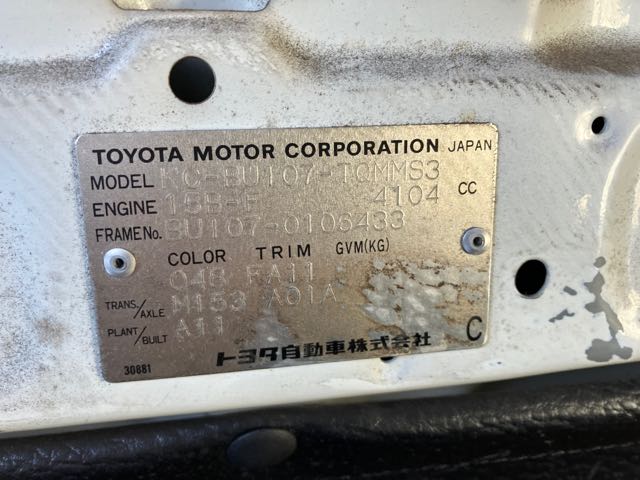 TOYOTA MOTOR CORPORATION JAPAN
MODEL KC-BU107-TQMMS3
ENGINE 15B-F 4104 CC
FRAME No. BU107-0106433
COLOR TRIM GVM(KG)
048 FA11
TRANS./AXLE M153 A01A
PLANT/BUILT A11
C
トヨタ自動車株式会社
30881